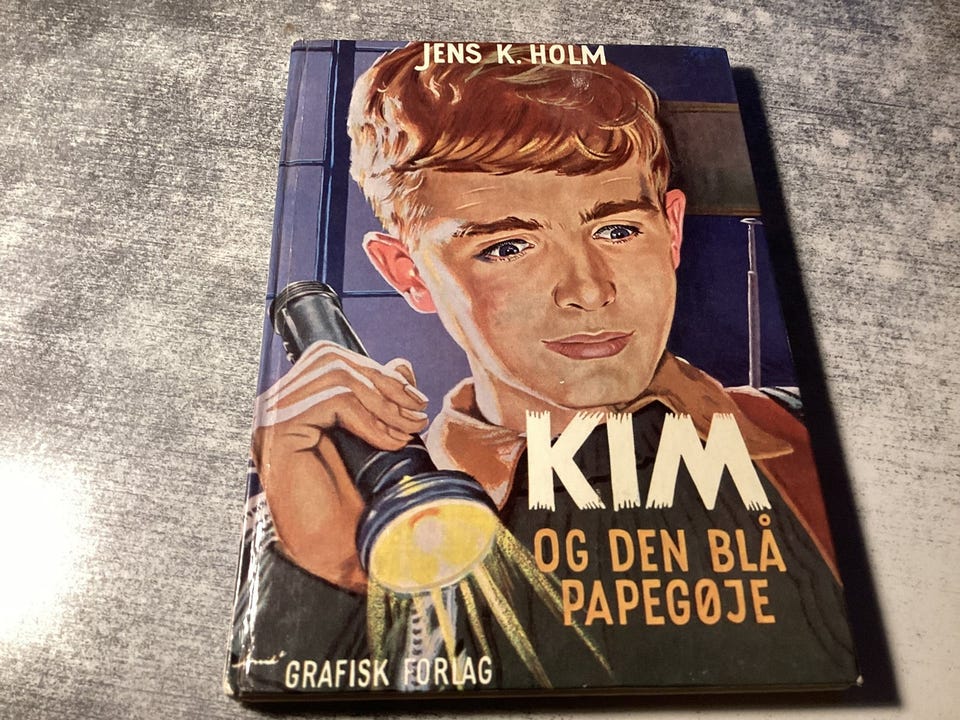 JENS K. HOLM
KIM
OG DEN BLÅ
PAPEGØJE
GRAFISK FORLAG